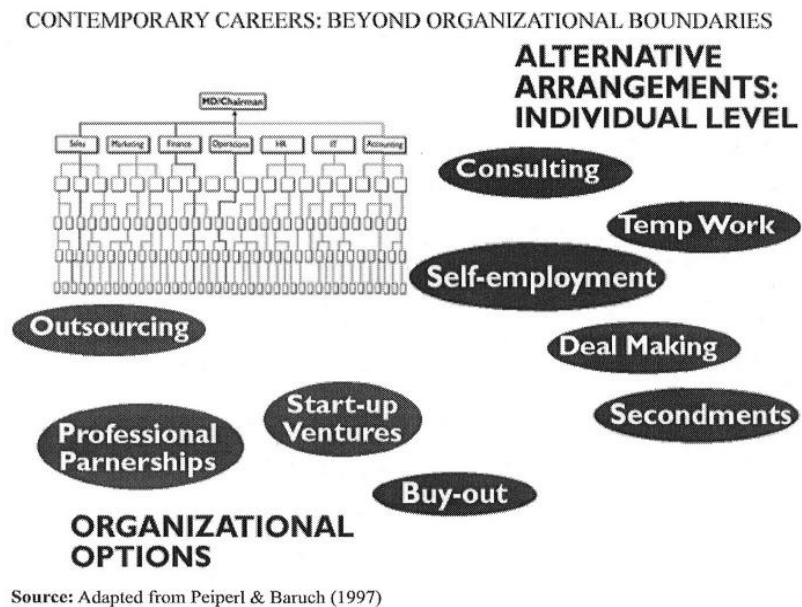 CONTEMPORARY CAREERS: BEYOND ORGANIZATIONAL BOUNDARIES
ALTERNATIVE
ARRANGEMENTS:
INDIVIDUAL LEVEL
MD/Chairman
Sales
Marketing
Finance
Operations
HR
IT
Accounting
Consulting
Temp Work
Self-employment
Outsourcing
Deal Making
Start-up
Ventures
Secondments
Professional
Parnerships
Buy-out
ORGANIZATIONAL
OPTIONS
Source: Adapted from Peiperl & Baruch (1997)